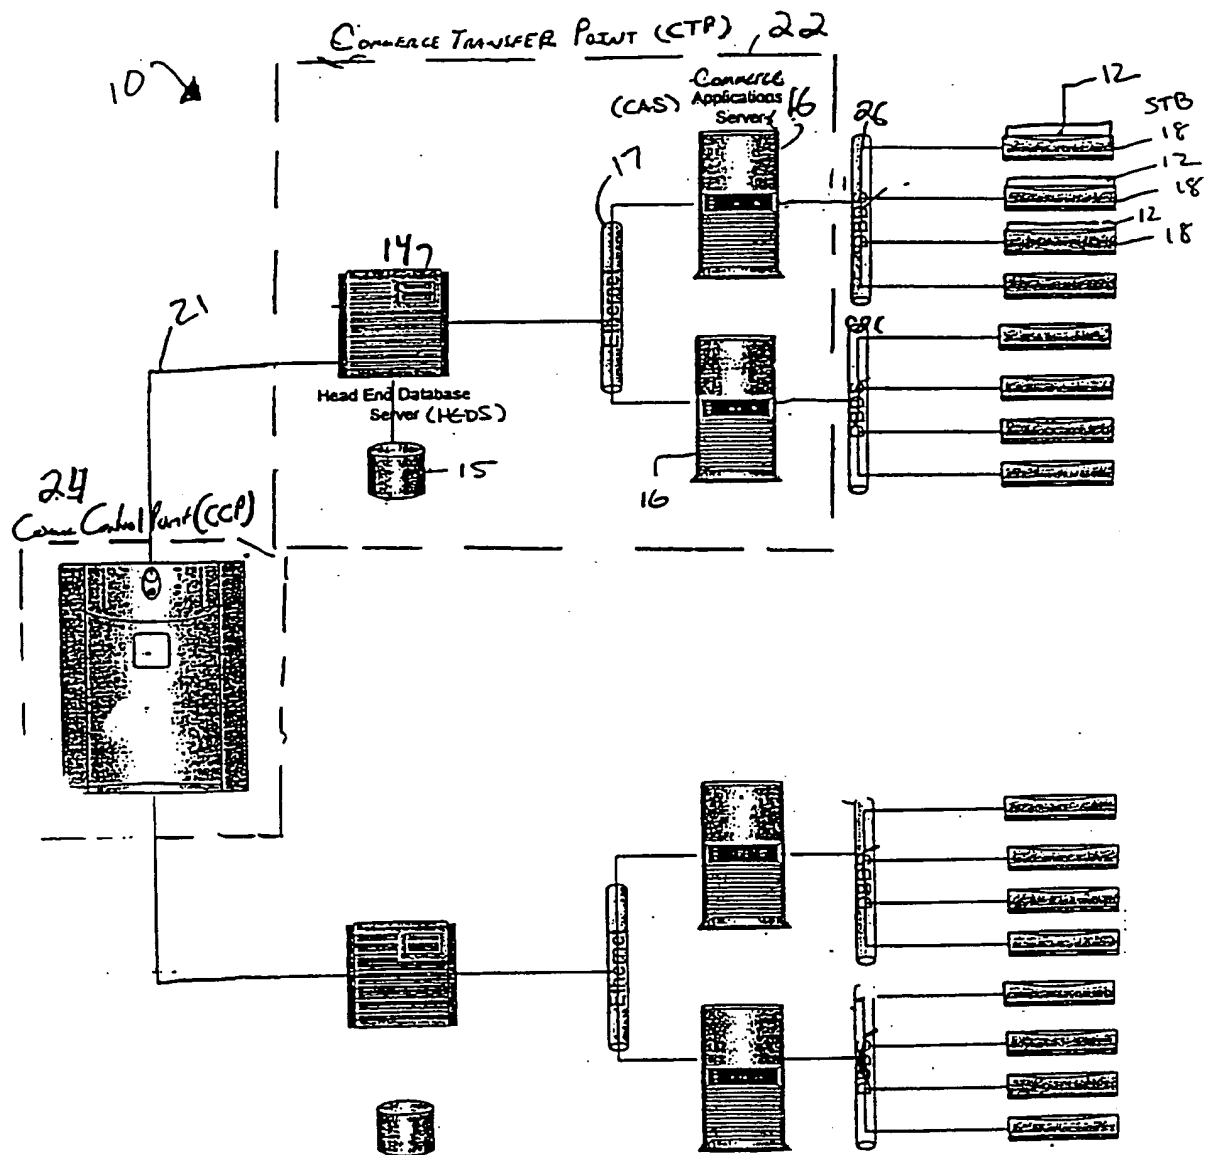 COMMERCE TRANSFER POINT (CTP) 22
10
Commerce
(CAS) Applications 16
Server
26
12
STB
18
12
18
12
18
17
14
21
Ethernet
Head End Database
Server (HEDS)
15
16
24
Control Point (CCP)
Ethernet